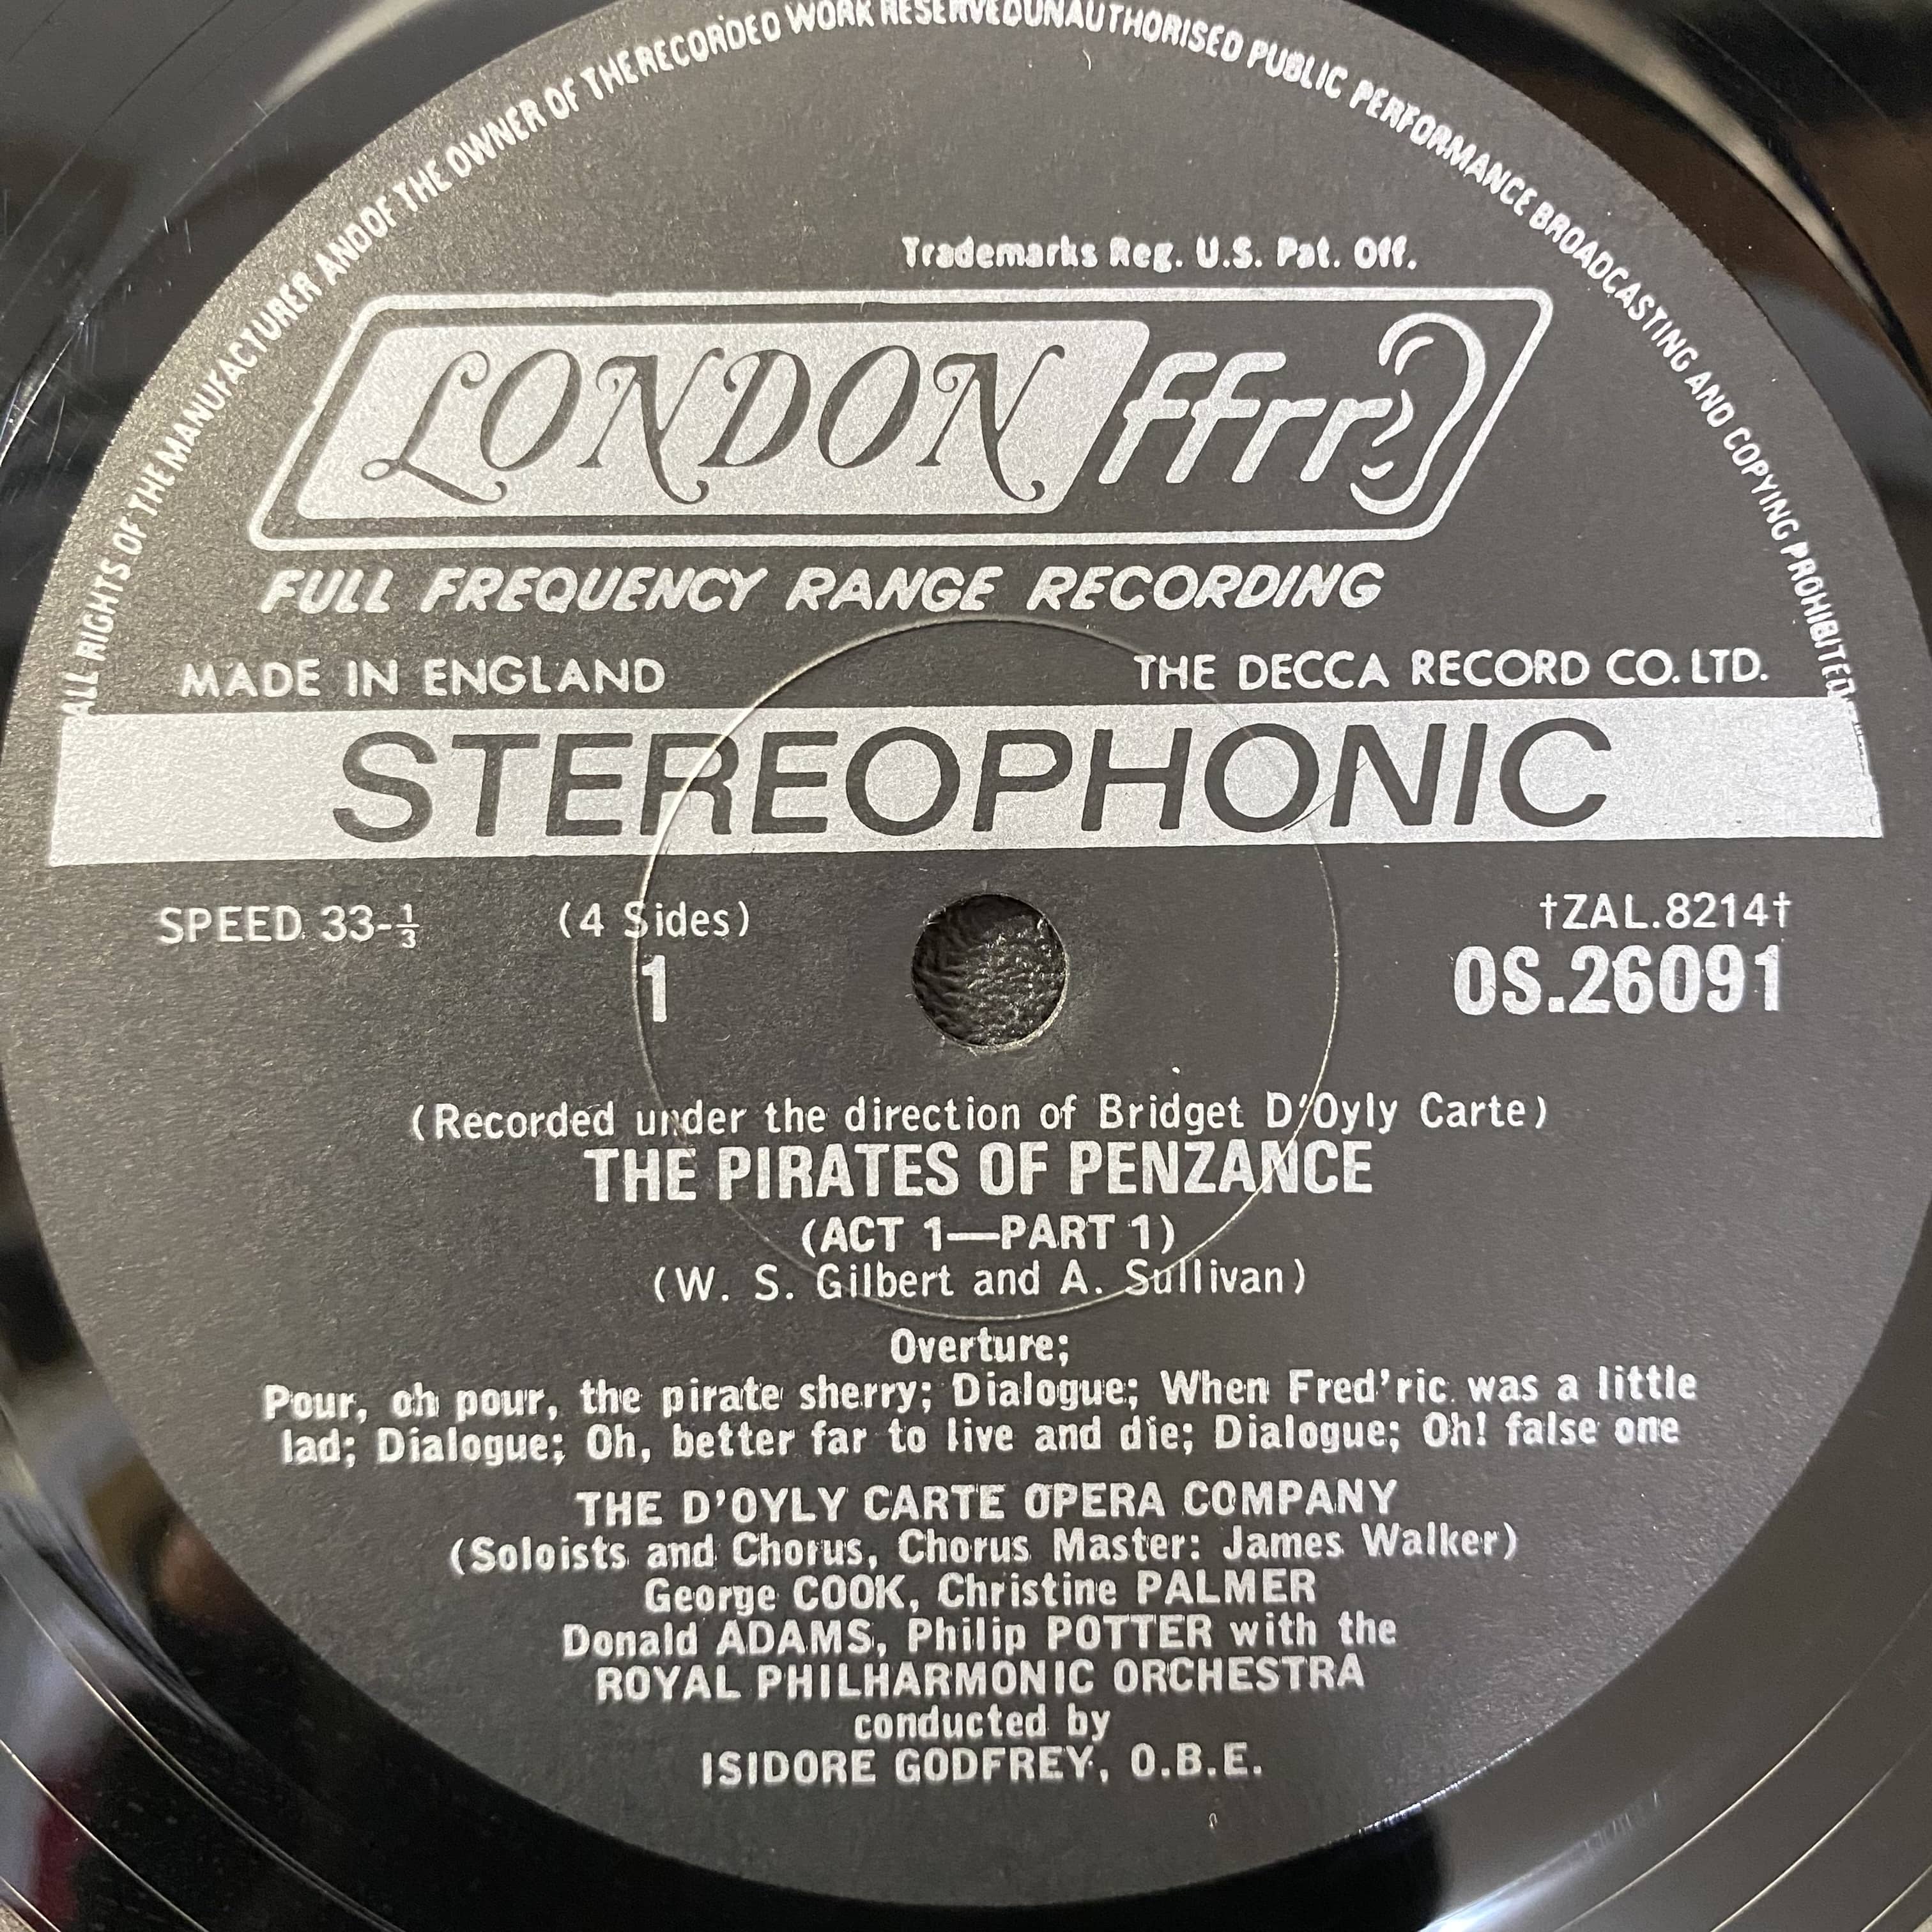 ALL RIGHTS OF THE MANUFACTURER AND OF THE OWNER OF THE RECORDED WORK RESERVED UNAUTHORISED PUBLIC PERFORMANCE BROADCASTING AND COPYING PROHIBITED
Trademarks Reg. U.S. Pat. Off.
LONDON ffrr
FULL FREQUENCY RANGE RECORDING
MADE IN ENGLAND THE DECCA RECORD CO. LTD.
STEREOPHONIC
SPEED 33-⅓ (4 Sides) †ZAL.8214†
1 OS.26091
(Recorded under the direction of Bridget D'Oyly Carte)
THE PIRATES OF PENZANCE
(ACT 1—PART 1)
(W. S. Gilbert and A. Sullivan)
Overture;
Pour, oh pour, the pirate sherry; Dialogue; When Fred'ric was a little
lad; Dialogue; Oh, better far to live and die; Dialogue; Oh! false one
THE D'OYLY CARTE OPERA COMPANY
(Soloists and Chorus, Chorus Master: James Walker)
George COOK, Christine PALMER
Donald ADAMS, Philip POTTER with the
ROYAL PHILHARMONIC ORCHESTRA
conducted by
ISIDORE GODFREY, O.B.E.